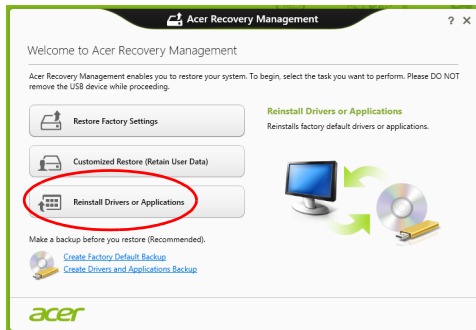 Acer Recovery Management
? X
Welcome to Acer Recovery Management
Acer Recovery Management enables you to restore your system. To begin, select the task you want to perform. Please DO NOT
remove the USB device while proceeding.
Restore Factory Settings
Customized Restore (Retain User Data)
Reinstall Drivers or Applications
Reinstall Drivers or Applications
Reinstalls factory default drivers or applications.
Make a backup before you restore (Recommended).
Create Factory Default Backup
Create Drivers and Applications Backup
acer